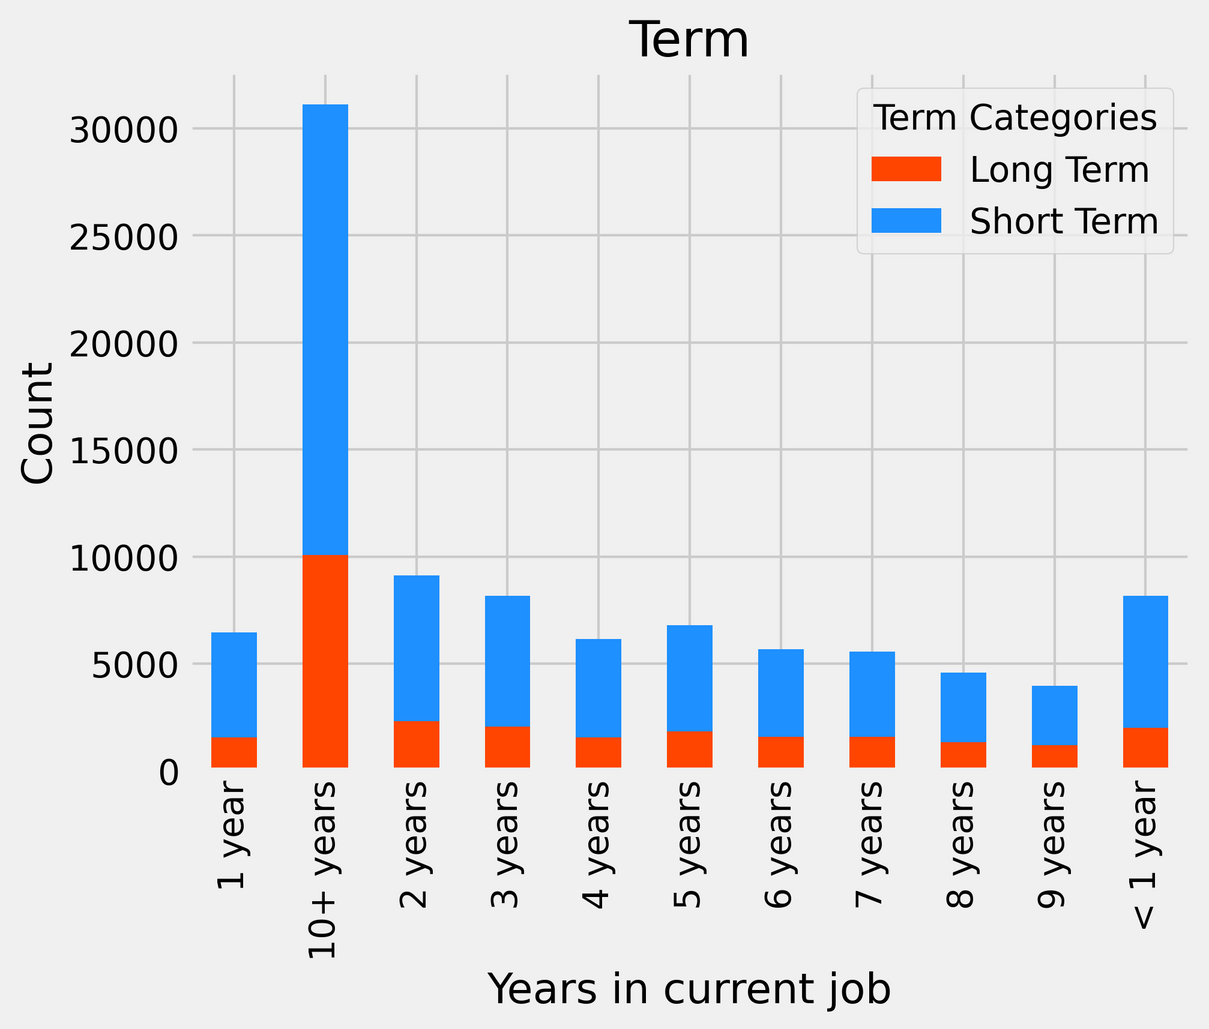 Term
Term Categories
Long Term
Short Term
Count
30000
25000
20000
15000
10000
5000
0
1 year
10+ years
2 years
3 years
4 years
5 years
6 years
7 years
8 years
9 years
< 1 year
Years in current job